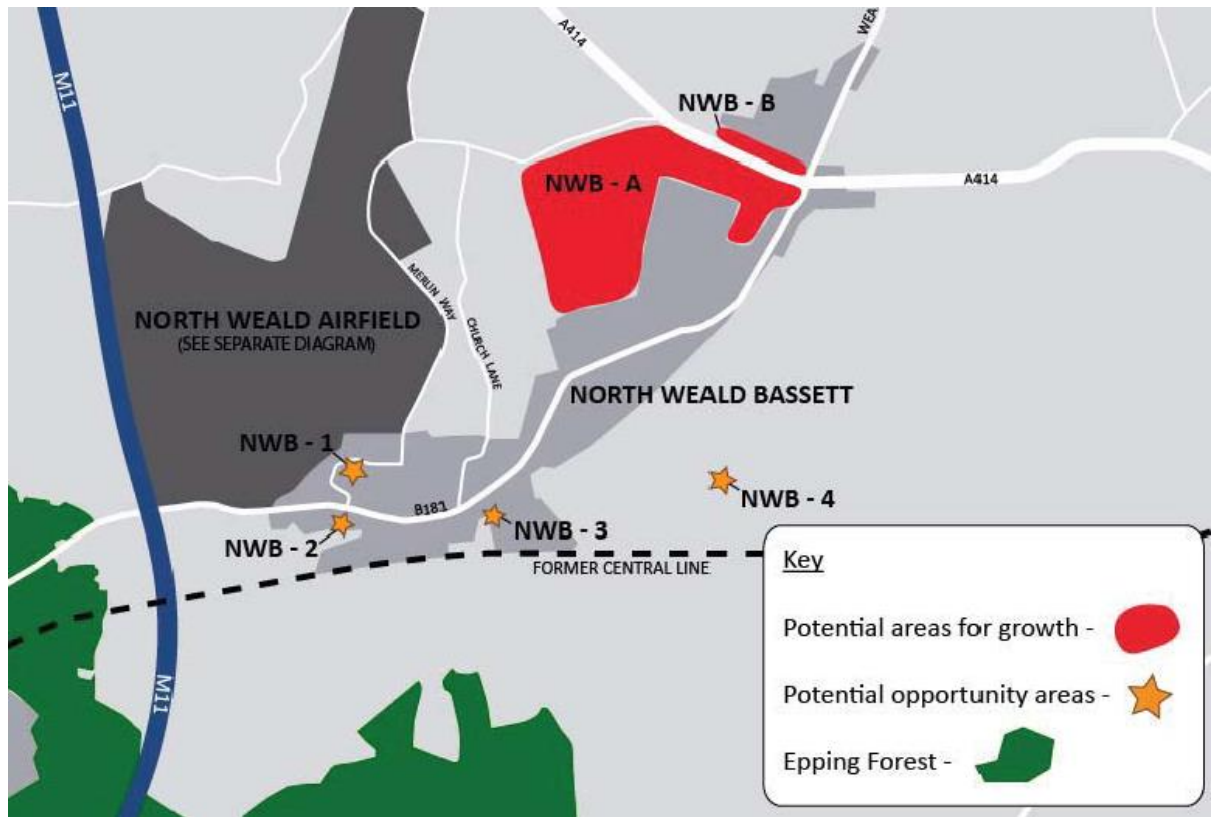 A414
WEA
M11
NWB - B
NWB - A
A414
MERLIN WAY
CHURCH LANE
NORTH WEALD AIRFIELD
(SEE SEPARATE DIAGRAM)
NORTH WEALD BASSETT
NWB - 1
NWB - 4
B181
NWB - 3
NWB - 2
FORMER CENTRAL LINE
M11
Key
Potential areas for growth -
Potential opportunity areas -
Epping Forest -